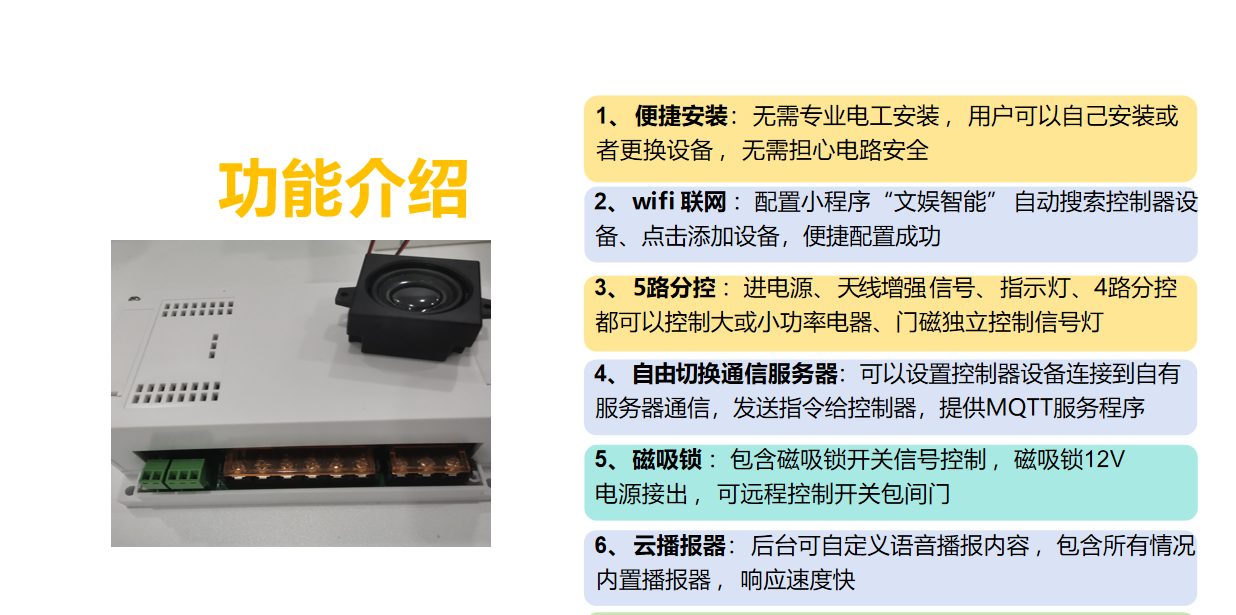 功能介绍
1、 便捷安装：无需专业电工安装 ，用户可以自己安装或
者更换设备 ，无需担心电路安全
2、 wifi 联网 ：配置小程序“文娱智能” 自动搜索控制器设
备、点击添加设备，便捷配置成功
3、 5路分控 ：进电源、天线增强信号、指示灯、4路分控
都可以控制大或小功率电器、门磁独立控制信号灯
4、 自由切换通信服务器：可以设置控制器设备连接到自有
服务器通信，发送指令给控制器，提供MQTT服务程序
5、 磁吸锁 ：包含磁吸锁开关信号控制 ，磁吸锁12V
电源接出 ，可远程控制开关包间门
6、 云播报器：后台可自定义语音播报内容 ，包含所有情况
内置播报器 ，响应速度快